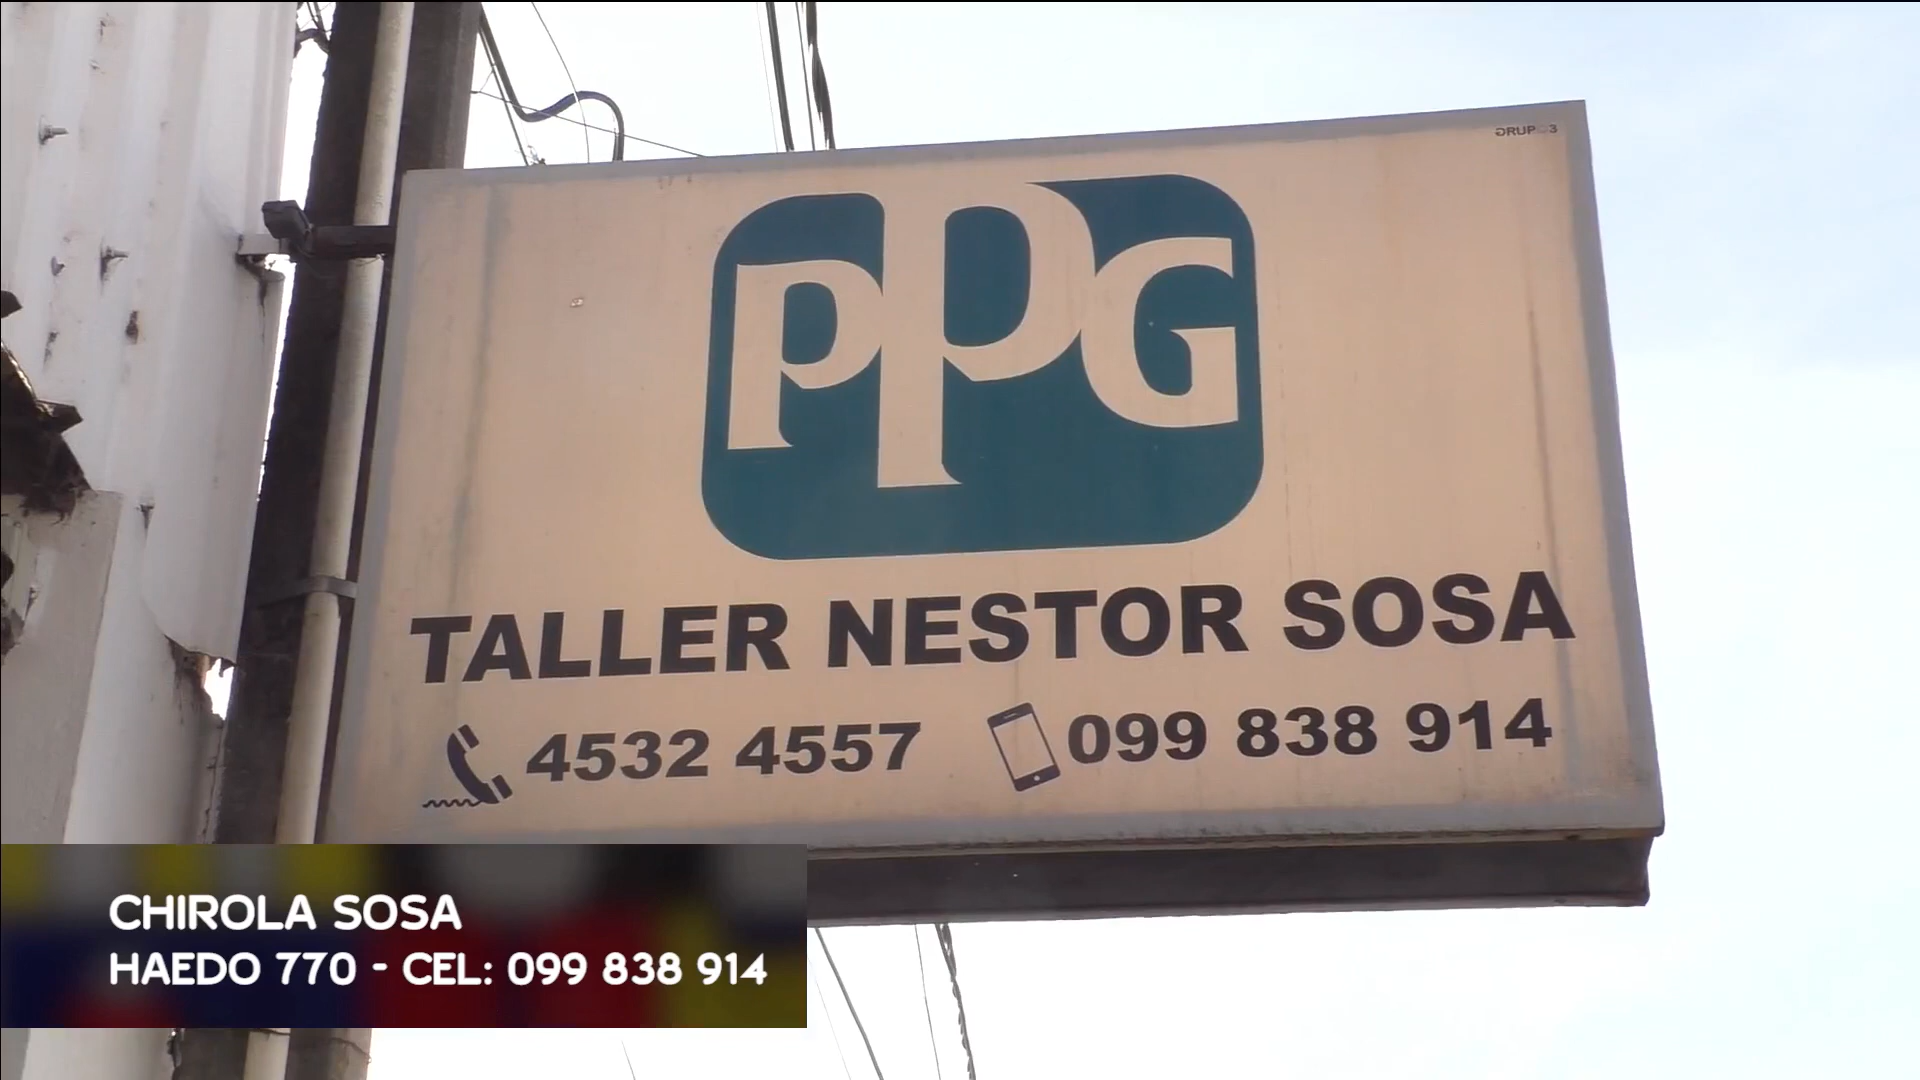 PPG
TALLER NESTOR SOSA
4532 4557 099 838 914
CHIROLA SOSA
HAEDO 770 - CEL: 099 838 914